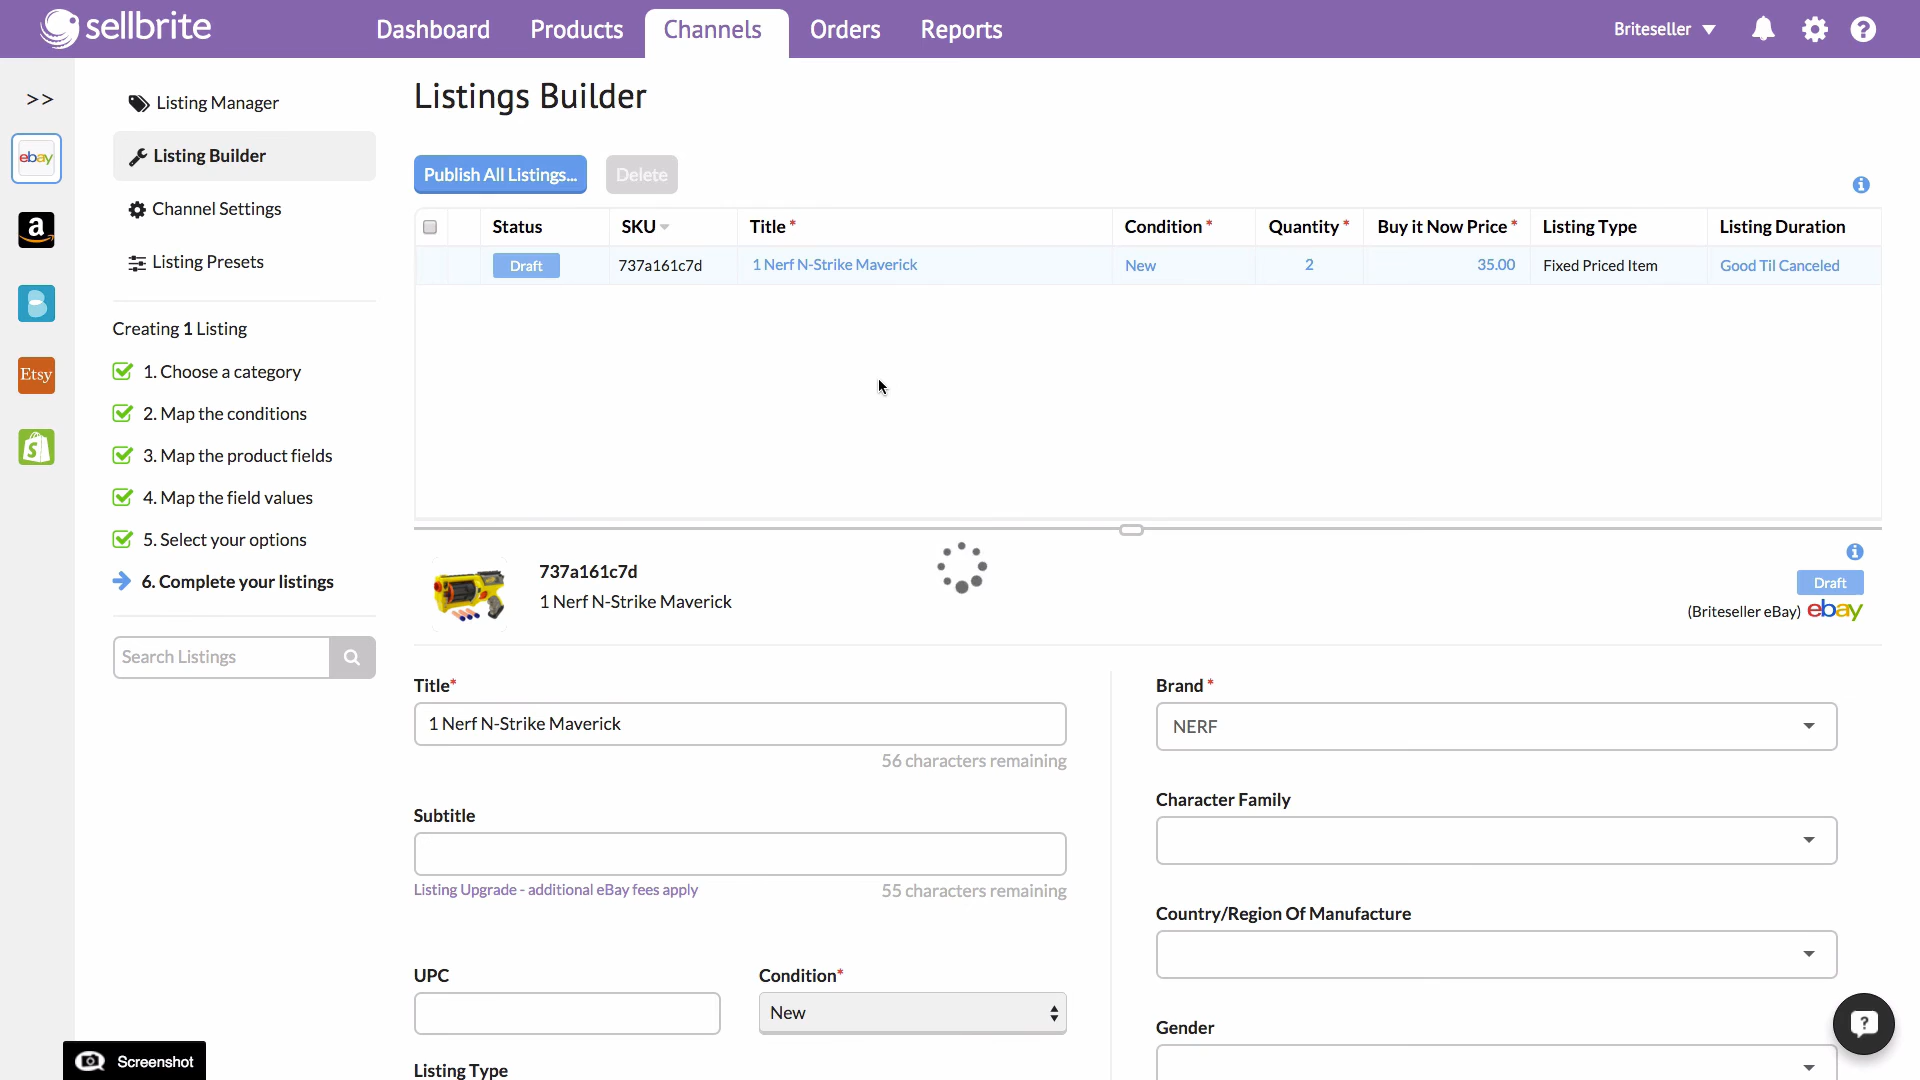 sellbrite
Dashboard
Products
Channels
Orders
Reports
Briteseller
>>
ebay
a
B
Etsy
S
Listing Manager
Listing Builder
Channel Settings
Listing Presets
Creating 1 Listing
1. Choose a category
2. Map the conditions
3. Map the product fields
4. Map the field values
5. Select your options
6. Complete your listings
Search Listings
Listings Builder
Publish All Listings...
Delete
Status SKU Title * Condition * Quantity * Buy it Now Price * Listing Type Listing Duration
Draft 737a161c7d 1 Nerf N-Strike Maverick New 2 35.00 Fixed Priced Item Good Til Canceled
737a161c7d
1 Nerf N-Strike Maverick
Draft
(Briteseller eBay) ebay
Title*
1 Nerf N-Strike Maverick
56 characters remaining
Subtitle
Listing Upgrade - additional eBay fees apply
55 characters remaining
UPC
Condition*
New
Listing Type
Brand *
NERF
Character Family
Country/Region Of Manufacture
Gender
Screenshot